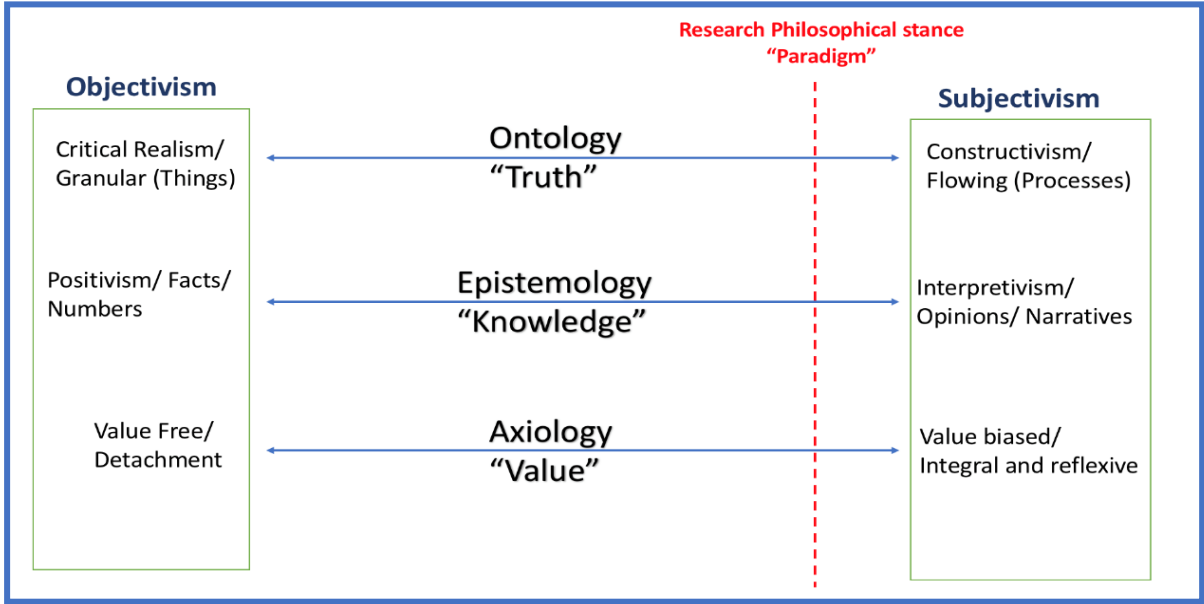 Research Philosophical stance
“Paradigm”
Objectivism
Subjectivism
Critical Realism/
Granular (Things)
Ontology
“Truth”
Constructivism/
Flowing (Processes)
Positivism/ Facts/
Numbers
Epistemology
“Knowledge”
Interpretivism/
Opinions/ Narratives
Value Free/
Detachment
Axiology
“Value”
Value biased/
Integral and reflexive